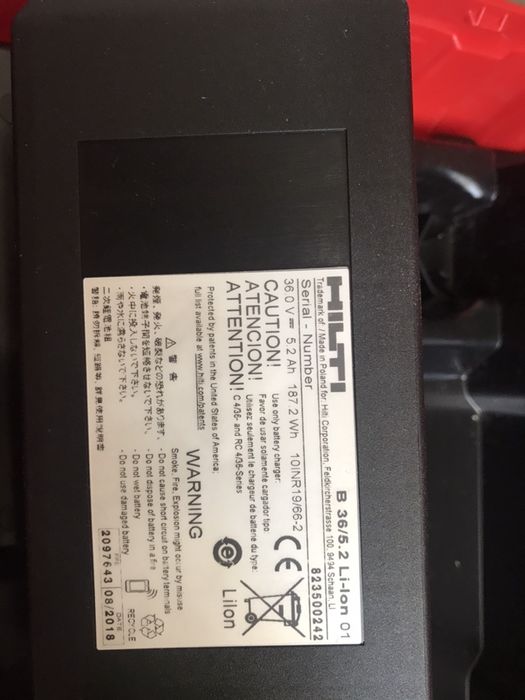 HILTI
B 36/5.2 Li-Ion 01
Trademark of / Made in Poland for: Hilti Corporation, Feldkircherstrasse 100, 9494 Schaan, LI
Serial - Number
823500242
36.0 V 5.2 Ah 187.2 Wh 10INR19/66-2
CE
CAUTION! Use only battery charger:
ATENCION! Favor de usar solamente cargador tipo
ATTENTION! Utilisez seulement le chargeur de batterie du type:
C 4/36- and RC 4/36-Series
Protected by patents in the United States of America;
full list available at www.hilti.com/patents
Li Ion
WARNING
Smoke, Fire, Explosion might occur by misuse
- Do not cause short circuit on battery terminals
- Do not dispose of battery in a fire
- Do not wet battery
- Do not use damaged battery
警告
発煙、発火、破裂などの恐れがあります。
・電池端子間を短絡させないで下さい。
・火中に投入しないで下さい。
・雨や水に濡らさないで下さい。
二次鋰電池組
RECYCLE
DATE
2097643 08/2018